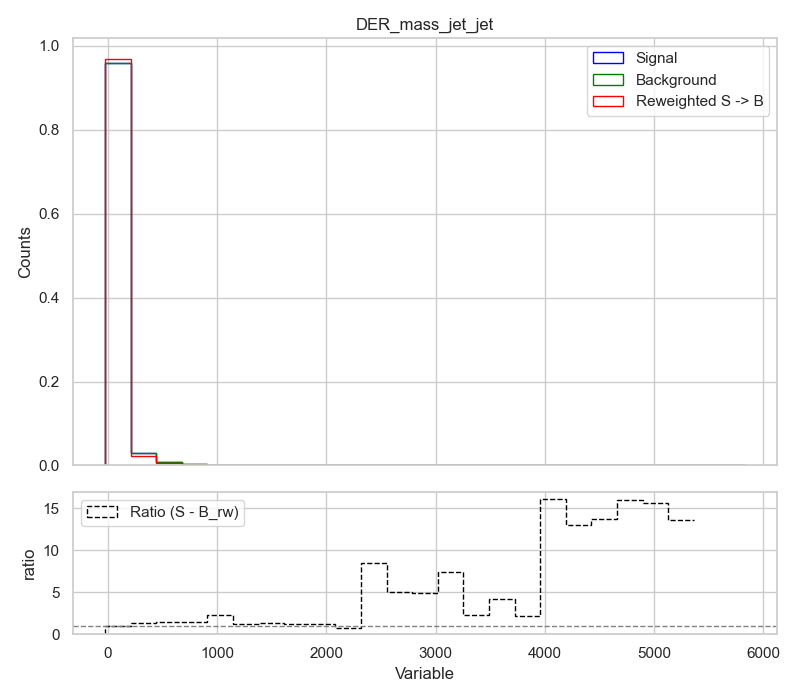 DER_mass_jet_jet
1.0
0.8
0.6
0.4
0.2
0.0
Counts
Signal
Background
Reweighted S -> B
15
10
5
0
ratio
Ratio (S - B_rw)
0
1000
2000
3000
4000
5000
6000
Variable